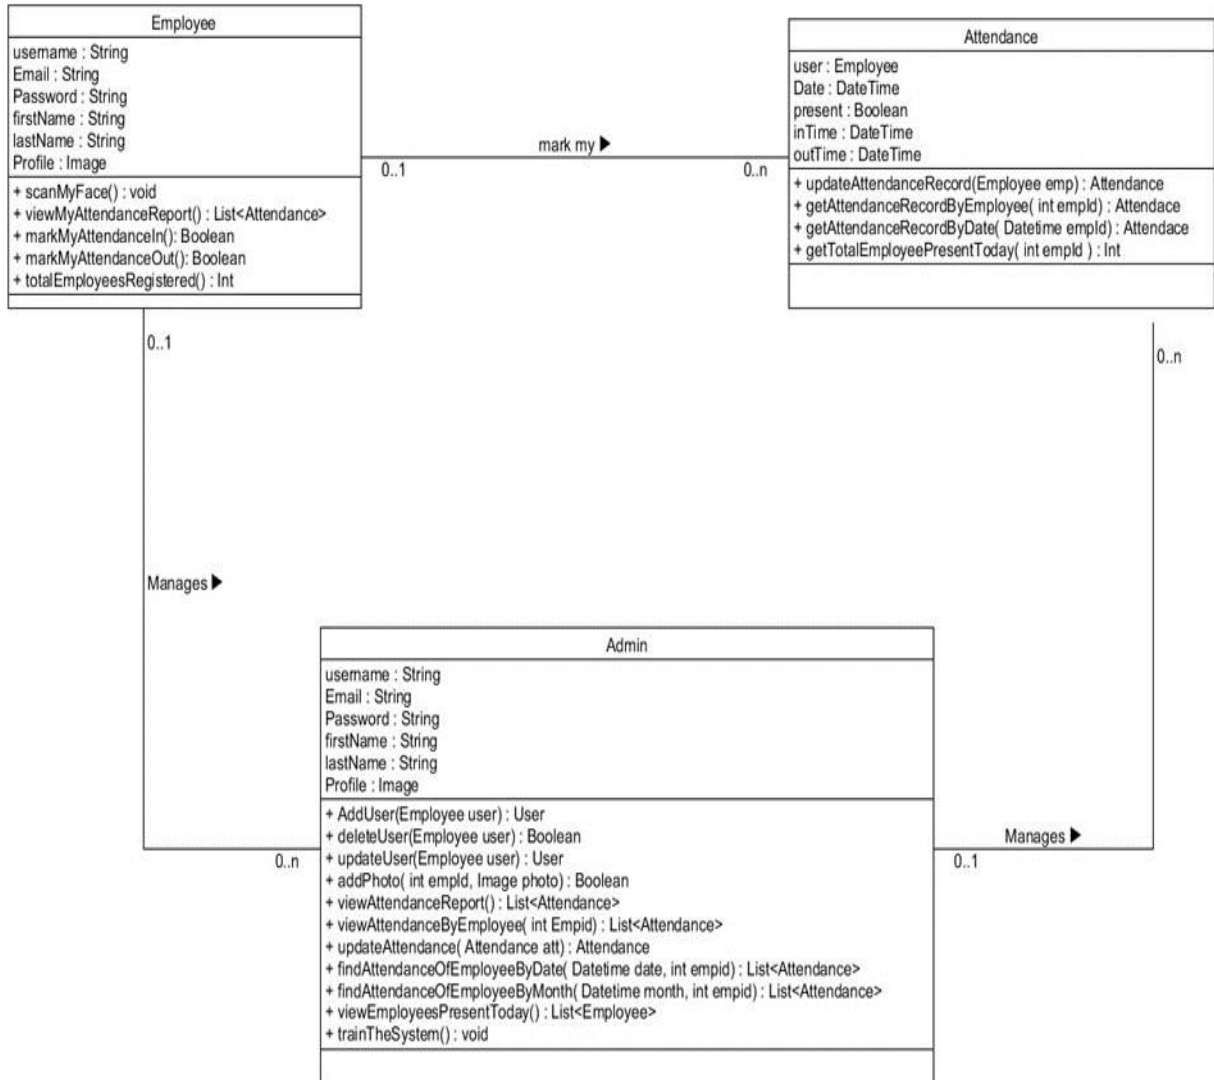 Employee
username : String
Email : String
Password : String
firstName : String
lastName : String
Profile : Image
+ scanMyFace() : void
+ viewMyAttendanceReport() : List<Attendance>
+ markMyAttendanceIn(): Boolean
+ markMyAttendanceOut(): Boolean
+ totalEmployeesRegistered() : Int
mark my ▶
0..1
0..n
Attendance
user : Employee
Date : DateTime
present : Boolean
inTime : DateTime
outTime : DateTime
+ updateAttendanceRecord(Employee emp) : Attendance
+ getAttendanceRecordByEmployee( int empId) : Attendace
+ getAttendanceRecordByDate( Datetime empId) : Attendace
+ getTotalEmployeePresentToday( int empId ) : Int
0..1
0..n
Manages ▶
Admin
username : String
Email : String
Password : String
firstName : String
lastName : String
Profile : Image
+ AddUser(Employee user) : User
+ deleteUser(Employee user) : Boolean
+ updateUser(Employee user) : User
+ addPhoto( int empId, Image photo) : Boolean
+ viewAttendanceReport() : List<Attendance>
+ viewAttendanceByEmployee( int Empid) : List<Attendance>
+ updateAttendance( Attendance att) : Attendance
+ findAttendanceOfEmployeeByDate( Datetime date, int empid) : List<Attendance>
+ findAttendanceOfEmployeeByMonth( Datetime month, int empid) : List<Attendance>
+ viewEmployeesPresentToday() : List<Employee>
+ trainTheSystem() : void
0..n
Manages ▶
0..1